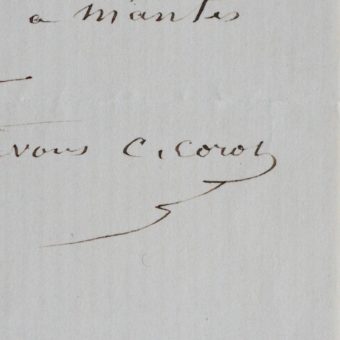 a Mantes
vous C. Corot